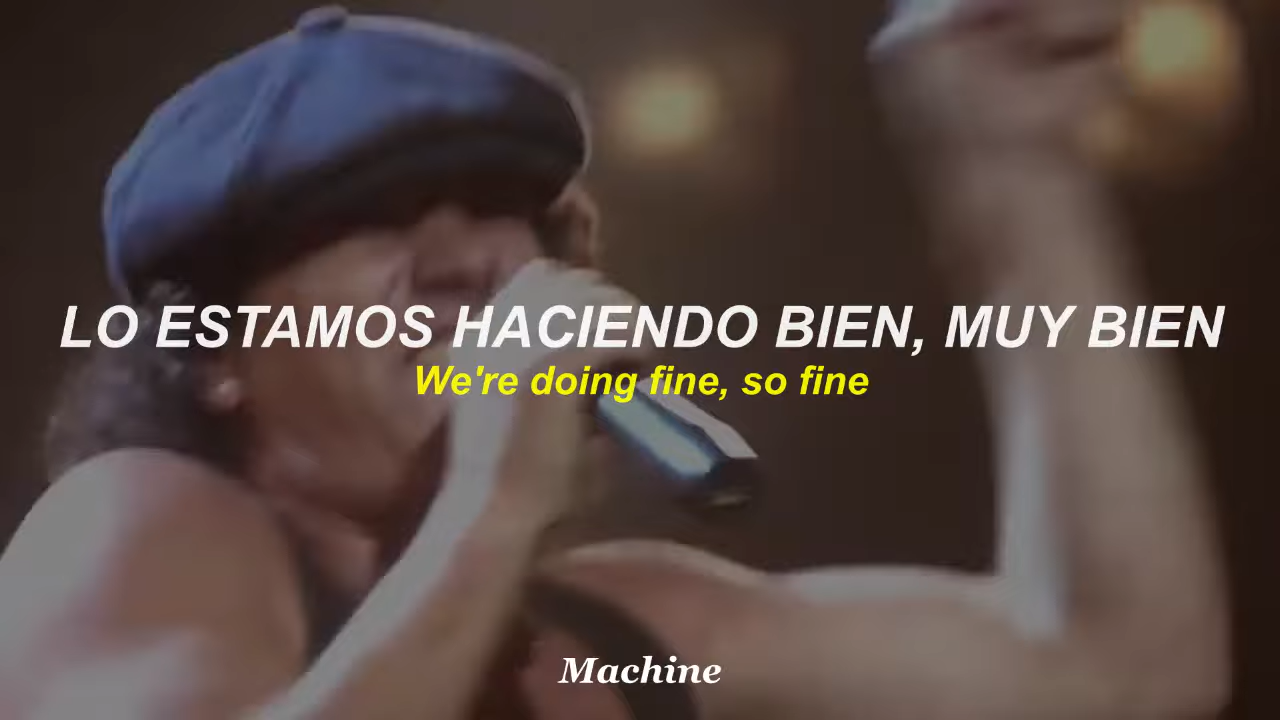 LO ESTAMOS HACIENDO BIEN, MUY BIEN
We're doing fine, so fine
Machine